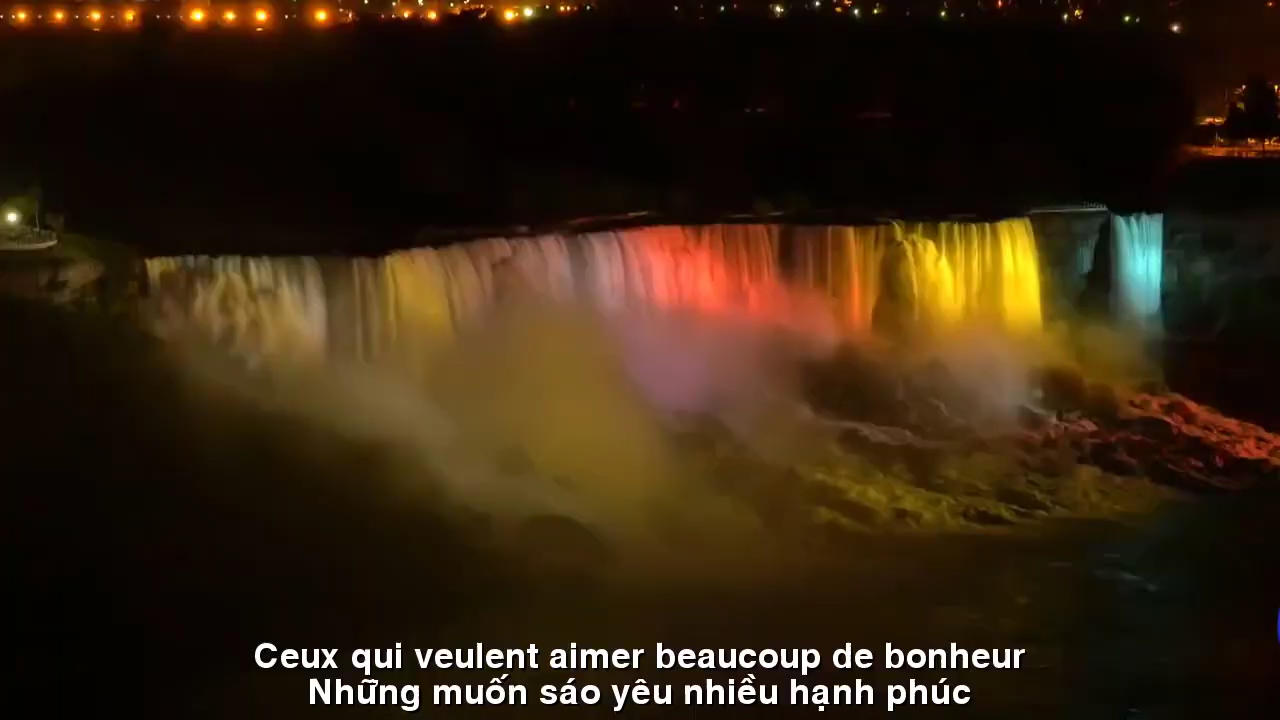 Ceux qui veulent aimer beaucoup de bonheur
Những muốn sáo yêu nhiều hạnh phúc